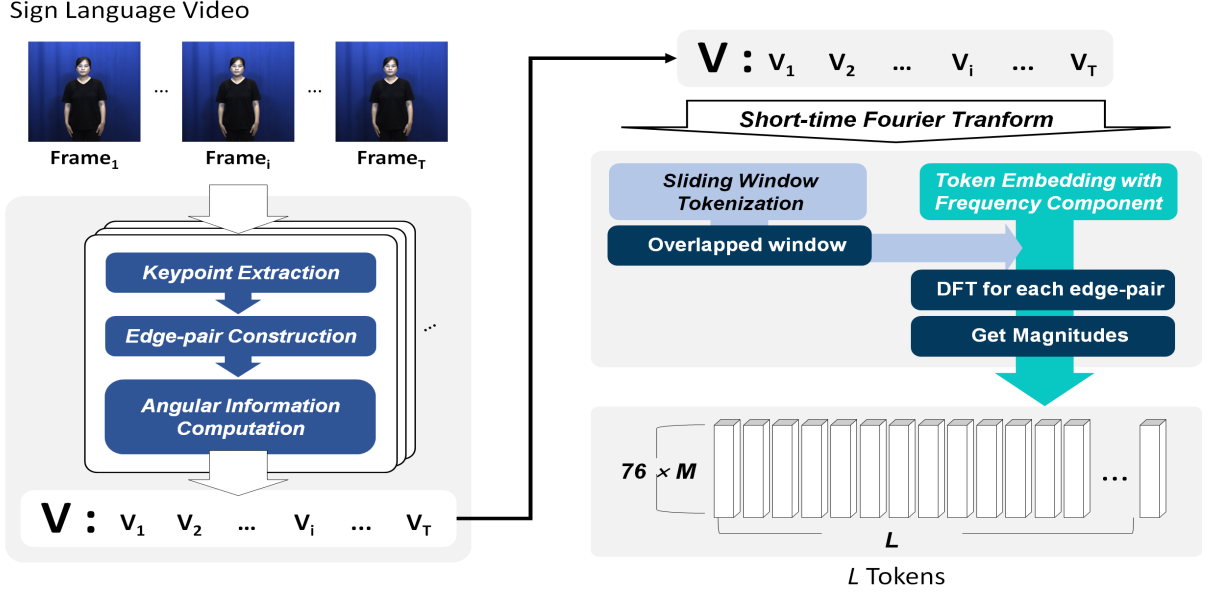 Sign Language Video
... ...
Frame1 Framei FrameT
Keypoint Extraction
Edge-pair Construction
...
Angular Information
Computation
V : V1 V2 ... Vi ... VT
V : V1 V2 ... Vi ... VT
Short-time Fourier Tranform
Sliding Window
Tokenization
Overlapped window
Token Embedding with
Frequency Component
DFT for each edge-pair
Get Magnitudes
76 × M
...
L
L Tokens